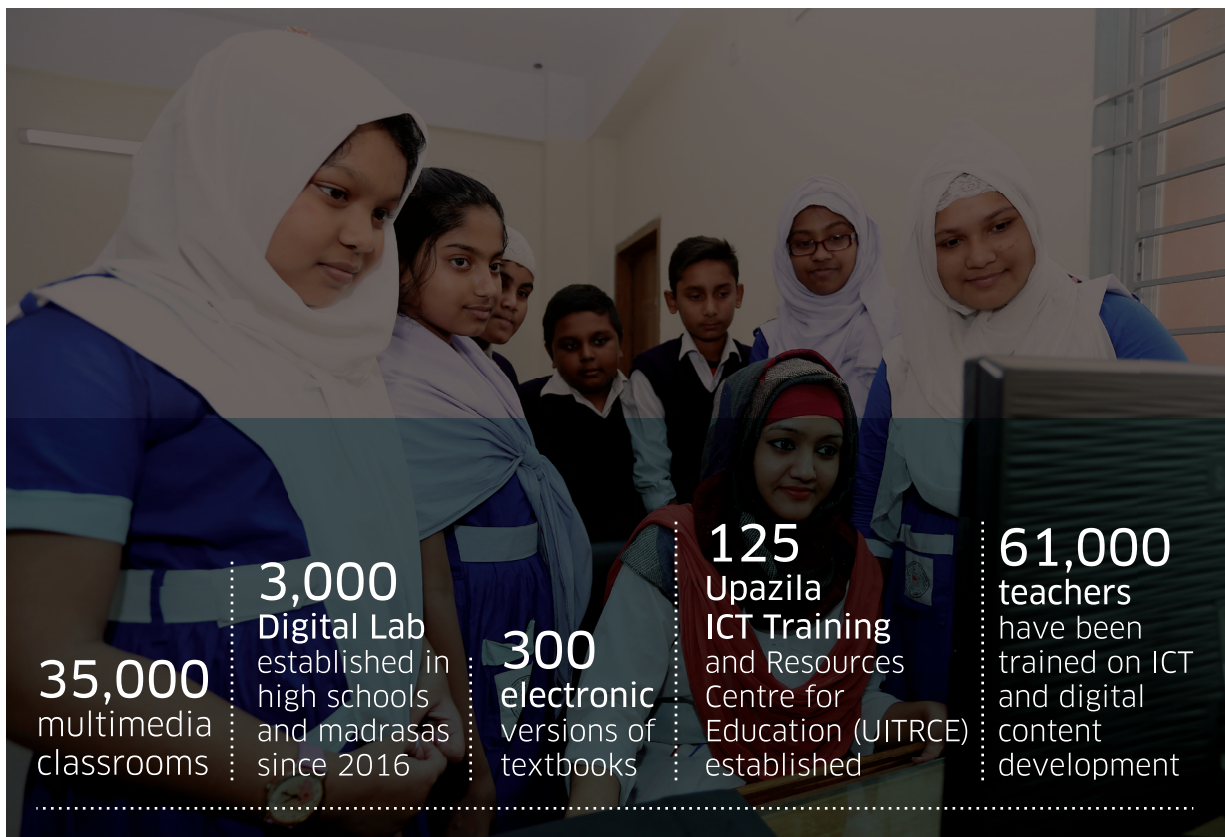 35,000
multimedia
classrooms
3,000
Digital Lab
established in
high schools
and madrasas
since 2016
300
electronic
versions of
textbooks
125
Upazila
ICT Training
and Resources
Centre for
Education (UITRCE)
established
61,000
teachers
have been
trained on ICT
and digital
content
development